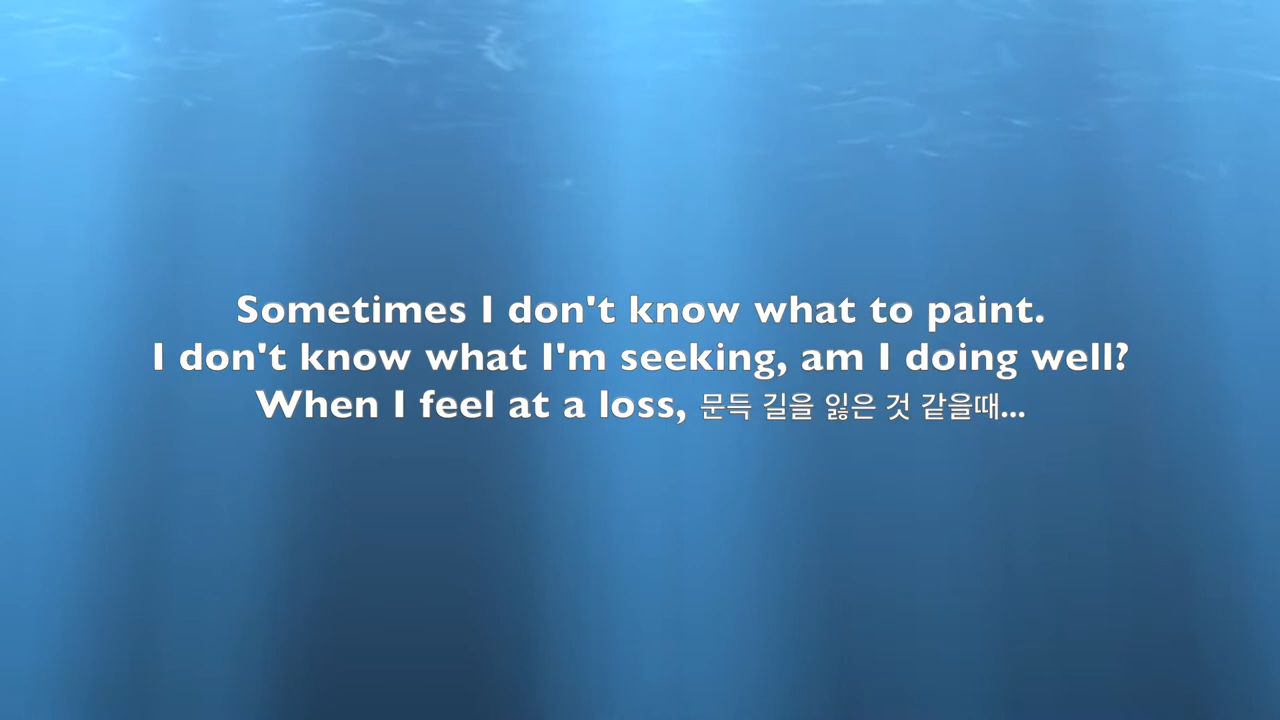 Sometimes I don't know what to paint.
I don't know what I'm seeking, am I doing well?
When I feel at a loss, 문득 길을 잃은 것 같을때...